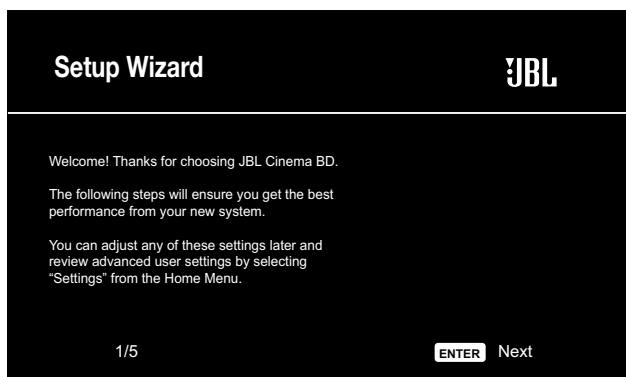 Setup Wizard
JBL
Welcome! Thanks for choosing JBL Cinema BD.
The following steps will ensure you get the best
performance from your new system.
You can adjust any of these settings later and
review advanced user settings by selecting
“Settings” from the Home Menu.
1/5
ENTER Next